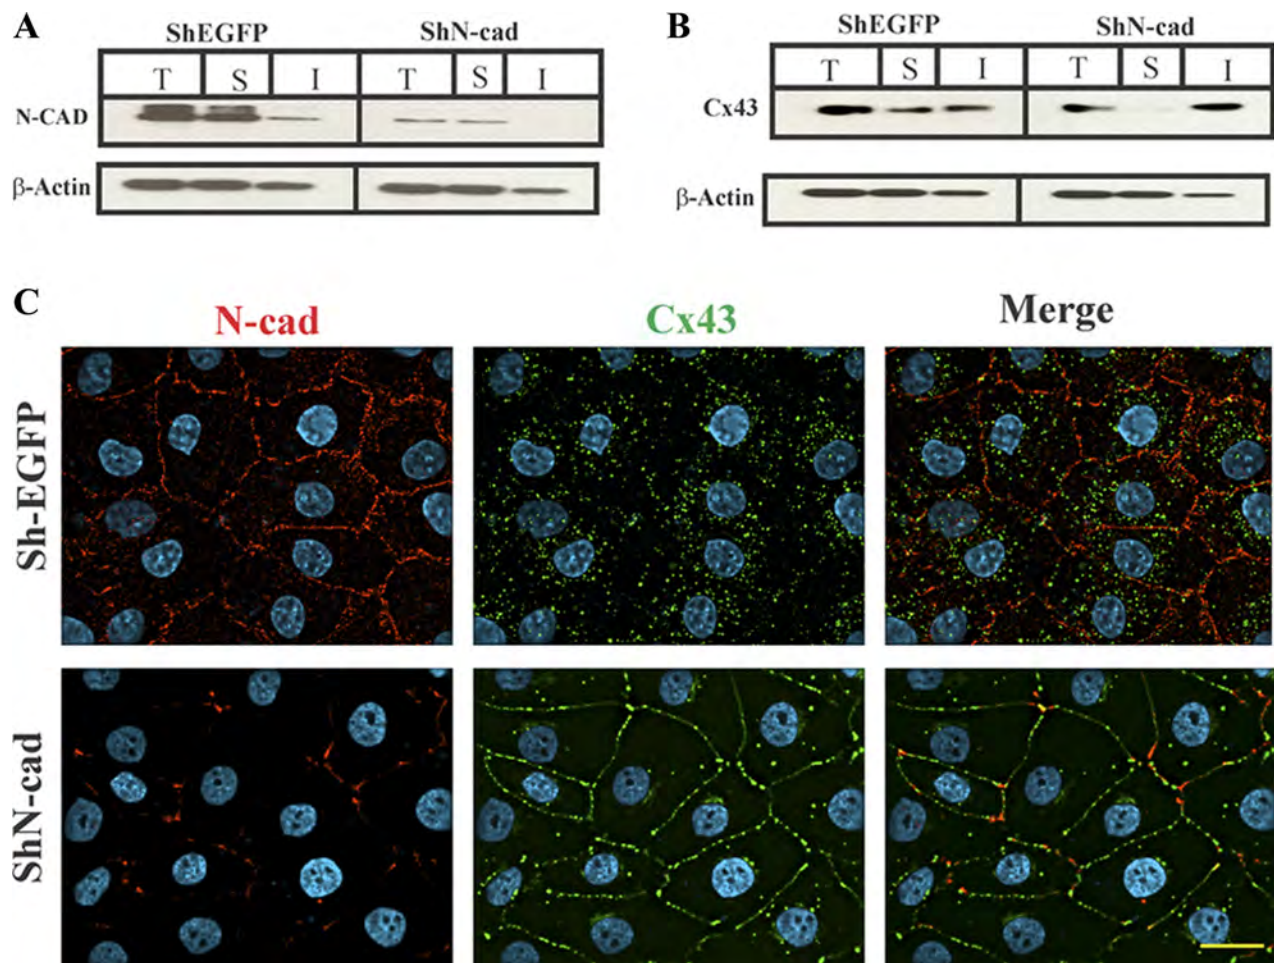 A
ShEGFP ShN-cad
T S I T S I
N-CAD
β-Actin
B
ShEGFP ShN-cad
T S I T S I
Cx43
β-Actin
C
N-cad Cx43 Merge
Sh-EGFP
ShN-cad